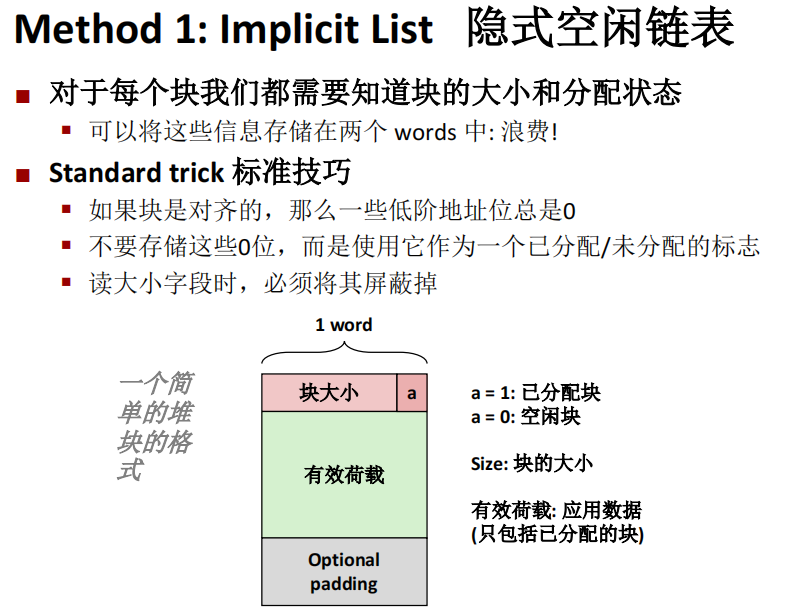 Method 1: Implicit List 隐式空闲链表
对于每个块我们都需要知道块的大小和分配状态
可以将这些信息存储在两个 words 中: 浪费!
Standard trick 标准技巧
如果块是对齐的，那么一些低阶地址位总是0
不要存储这些0位，而是使用它作为一个已分配/未分配的标志
读大小字段时，必须将其屏蔽掉
1 word
一个简
单的堆
块的格
式
块大小
a
有效荷载
Optional
padding
a = 1: 已分配块
a = 0: 空闲块
Size: 块的大小
有效荷载: 应用数据
(只包括已分配的块)